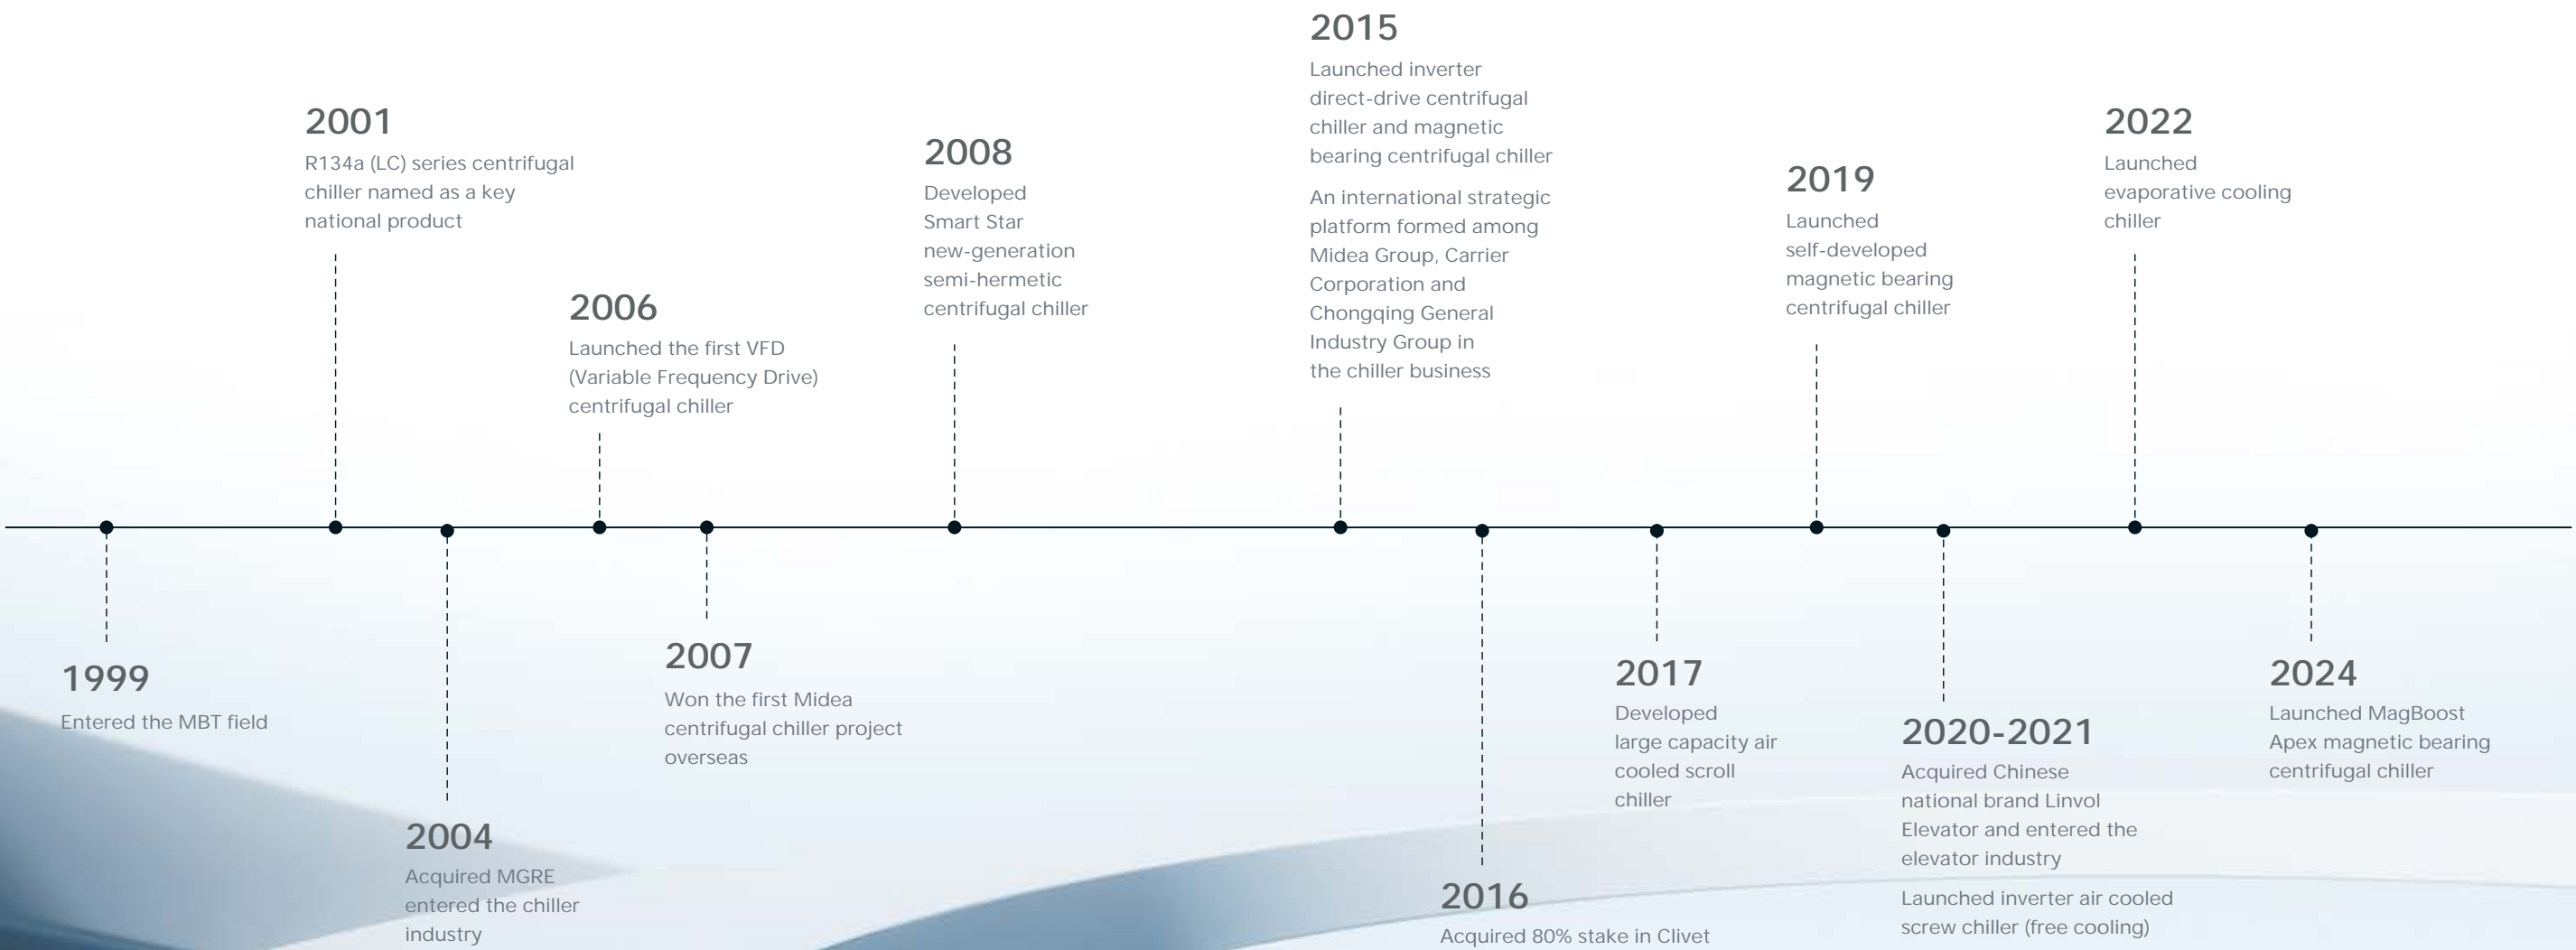 2015
Launched inverter
direct-drive centrifugal
chiller and magnetic
bearing centrifugal chiller
An international strategic
platform formed among
Midea Group, Carrier
Corporation and
Chongqing General
Industry Group in
the chiller business
2001
R134a (LC) series centrifugal
chiller named as a key
national product
2022
Launched
evaporative cooling
chiller
2008
Developed
Smart Star
new-generation
semi-hermetic
centrifugal chiller
2019
Launched
self-developed
magnetic bearing
centrifugal chiller
2006
Launched the first VFD
(Variable Frequency Drive)
centrifugal chiller
1999
Entered the MBT field
2007
Won the first Midea
centrifugal chiller project
overseas
2017
Developed
large capacity air
cooled scroll
chiller
2024
Launched MagBoost
Apex magnetic bearing
centrifugal chiller
2020-2021
Acquired Chinese
national brand Linvol
Elevator and entered the
elevator industry
Launched inverter air cooled
screw chiller (free cooling)
2004
Acquired MGRE
entered the chiller
industry
2016
Acquired 80% stake in Clivet